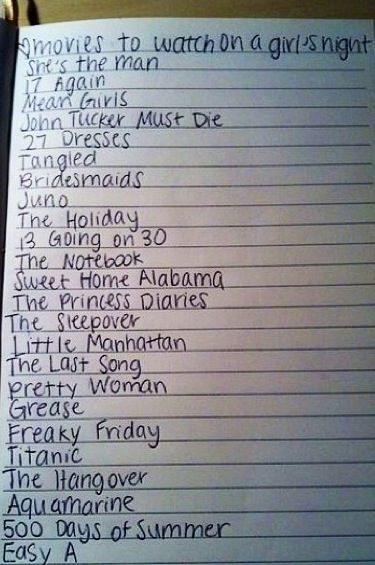 movies to watch on a girl's night
She's the man
17 Again
Mean Girls
John Tucker Must Die
27 Dresses
Tangled
Bridesmaids
Juno
The Holiday
13 Going on 30
The Notebook
Sweet Home Alabama
The Princess Diaries
The Sleepover
Little Manhattan
The Last Song
Pretty Woman
Grease
Freaky Friday
Titanic
The Hangover
Aquamarine
500 Days of Summer
Easy A